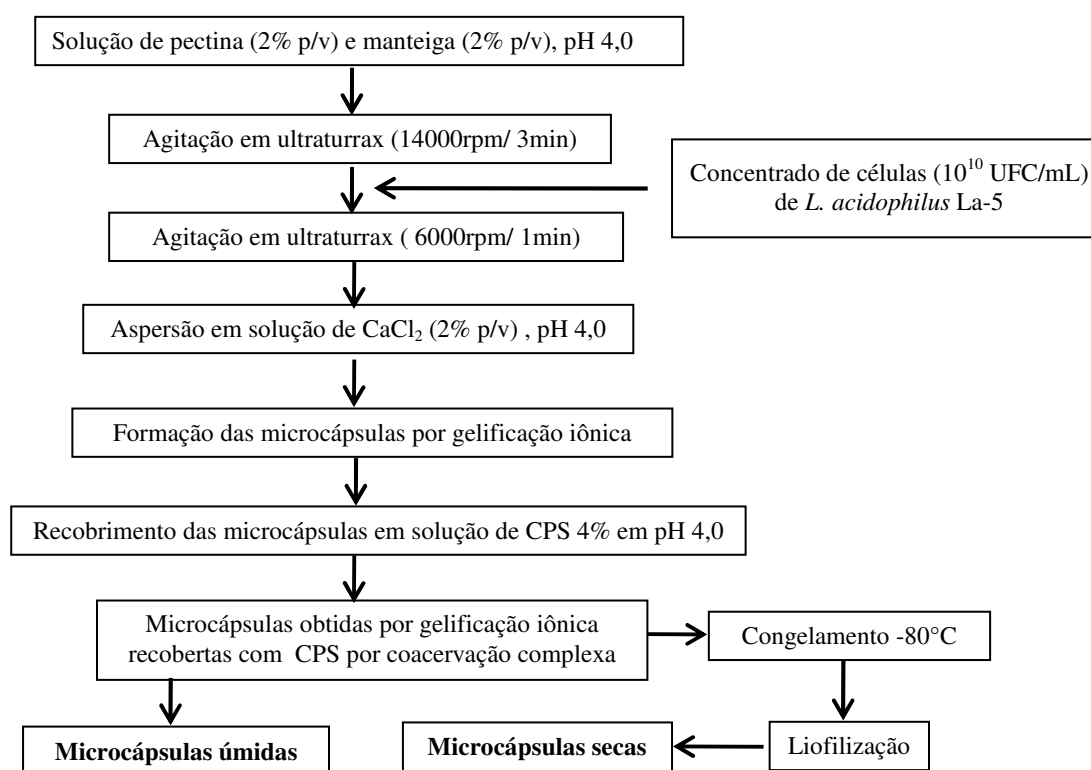 Solução de pectina (2% p/v) e manteiga (2% p/v), pH 4,0
Agitação em ultraturrax (14000rpm/ 3min)
Concentrado de células (10¹⁰ UFC/mL)
de L. acidophilus La-5
Agitação em ultraturrax ( 6000rpm/ 1min)
Aspersão em solução de CaCl₂ (2% p/v) , pH 4,0
Formação das microcápsulas por gelificação iônica
Recobrimento das microcápsulas em solução de CPS 4% em pH 4,0
Microcápsulas obtidas por gelificação iônica
recobertas com CPS por coacervação complexa
Congelamento -80°C
Microcápsulas úmidas
Microcápsulas secas
Liofilização